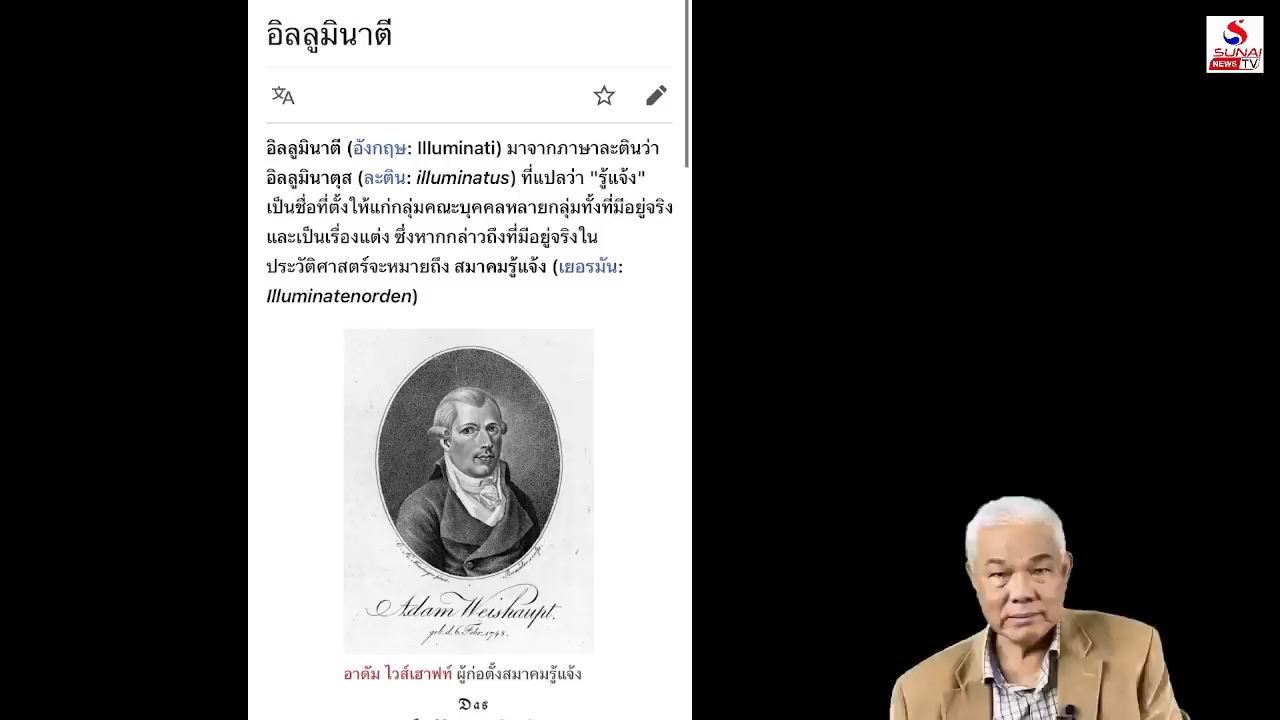 อิลลูมินาตี
SUNAI
NEWS TV
อิลลูมินาตี (อังกฤษ: Illuminati) มาจากภาษาละตินว่า
อิลลูมินาตุส (ละติน: illuminatus) ที่แปลว่า "รู้แจ้ง"
เป็นชื่อที่ตั้งให้แก่กลุ่มคณะบุคคลหลายกลุ่มทั้งที่มีอยู่จริง
และเป็นเรื่องแต่ง ซึ่งหากกล่าวถึงที่มีอยู่จริงใน
ประวัติศาสตร์จะหมายถึง สมาคมรู้แจ้ง (เยอรมัน:
Illuminatenorden)
Adam Weishaupt.
geb. d. 6. Febr. 1748.
อาดัม ไวส์เฮาฟท์ ผู้ก่อตั้งสมาคมรู้แจ้ง
Das